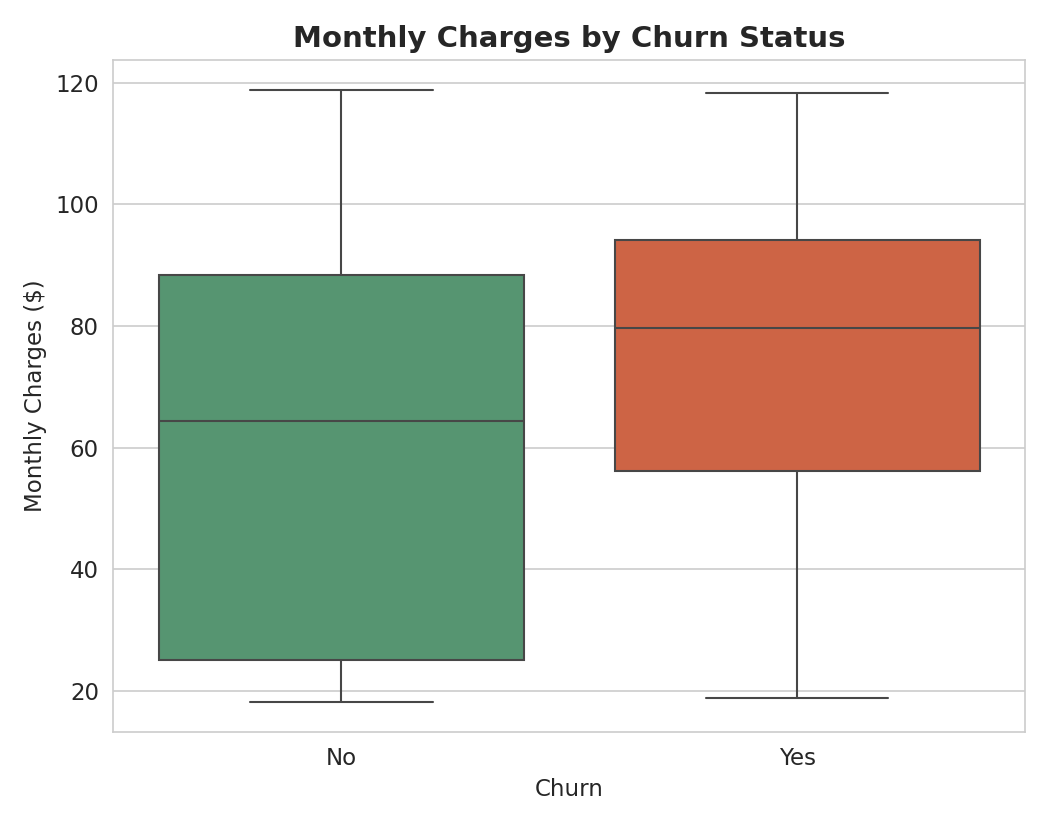 Monthly Charges by Churn Status
Monthly Charges ($)
120
100
80
60
40
20
No
Yes
Churn